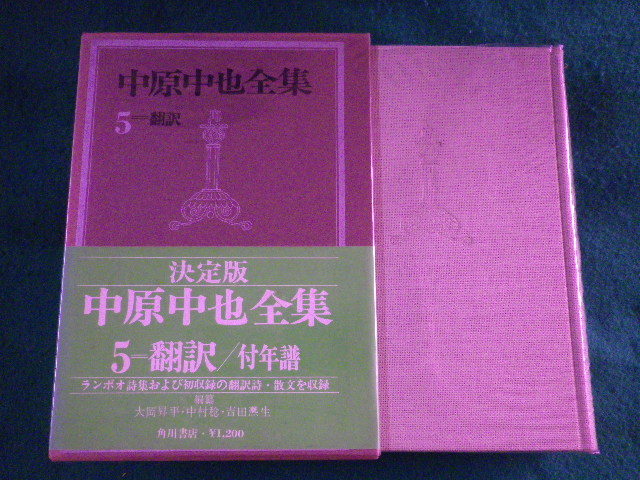 中原中也全集
5=翻訳
決定版
中原中也全集
5=翻訳/付年譜
ランボオ詩集および初収録の翻訳詩・散文を収録
編集
大岡昇平・中村稔・吉田凞生
角川書店・¥1,200